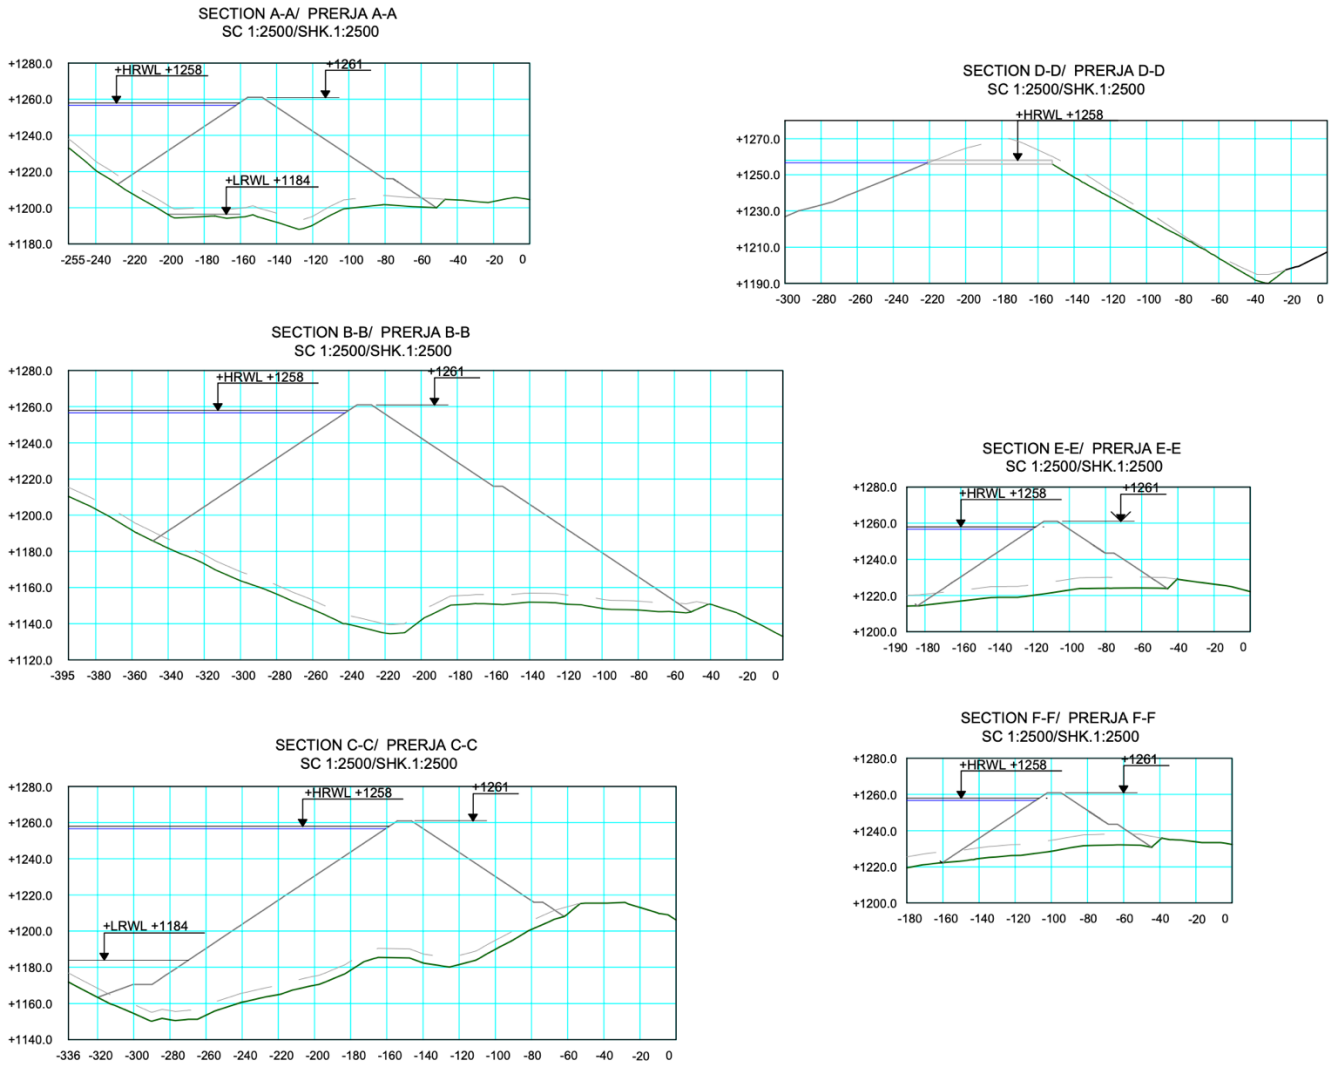 SECTION A-A/ PRERJA A-A
SC 1:2500/SHK.1:2500
+1280.0
+HRWL +1258
+1261
+1260.0
+1240.0
+1220.0
+LRWL +1184
+1200.0
+1180.0
-255 -240 -220 -200 -180 -160 -140 -120 -100 -80 -60 -40 -20 0
SECTION D-D/ PRERJA D-D
SC 1:2500/SHK.1:2500
+HRWL +1258
+1270.0
+1250.0
+1230.0
+1210.0
+1190.0
-300 -280 -260 -240 -220 -200 -180 -160 -140 -120 -100 -80 -60 -40 -20 0
SECTION B-B/ PRERJA B-B
SC 1:2500/SHK.1:2500
+1280.0
+HRWL +1258
+1261
+1260.0
+1240.0
+1220.0
+1200.0
+1180.0
+1160.0
+1140.0
+1120.0
-395 -380 -360 -340 -320 -300 -280 -260 -240 -220 -200 -180 -160 -140 -120 -100 -80 -60 -40 -20 0
SECTION E-E/ PRERJA E-E
SC 1:2500/SHK.1:2500
+1280.0
+HRWL +1258
+1261
+1260.0
+1240.0
+1220.0
+1200.0
-190 -180 -160 -140 -120 -100 -80 -60 -40 -20 0
SECTION C-C/ PRERJA C-C
SC 1:2500/SHK.1:2500
+1280.0
+HRWL +1258
+1261
+1260.0
+1240.0
+1220.0
+1200.0
+LRWL +1184
+1180.0
+1160.0
+1140.0
-336 -320 -300 -280 -260 -240 -220 -200 -180 -160 -140 -120 -100 -80 -60 -40 -20 0
SECTION F-F/ PRERJA F-F
SC 1:2500/SHK.1:2500
+1280.0
+HRWL +1258
+1261
+1260.0
+1240.0
+1220.0
+1200.0
-180 -160 -140 -120 -100 -80 -60 -40 -20 0